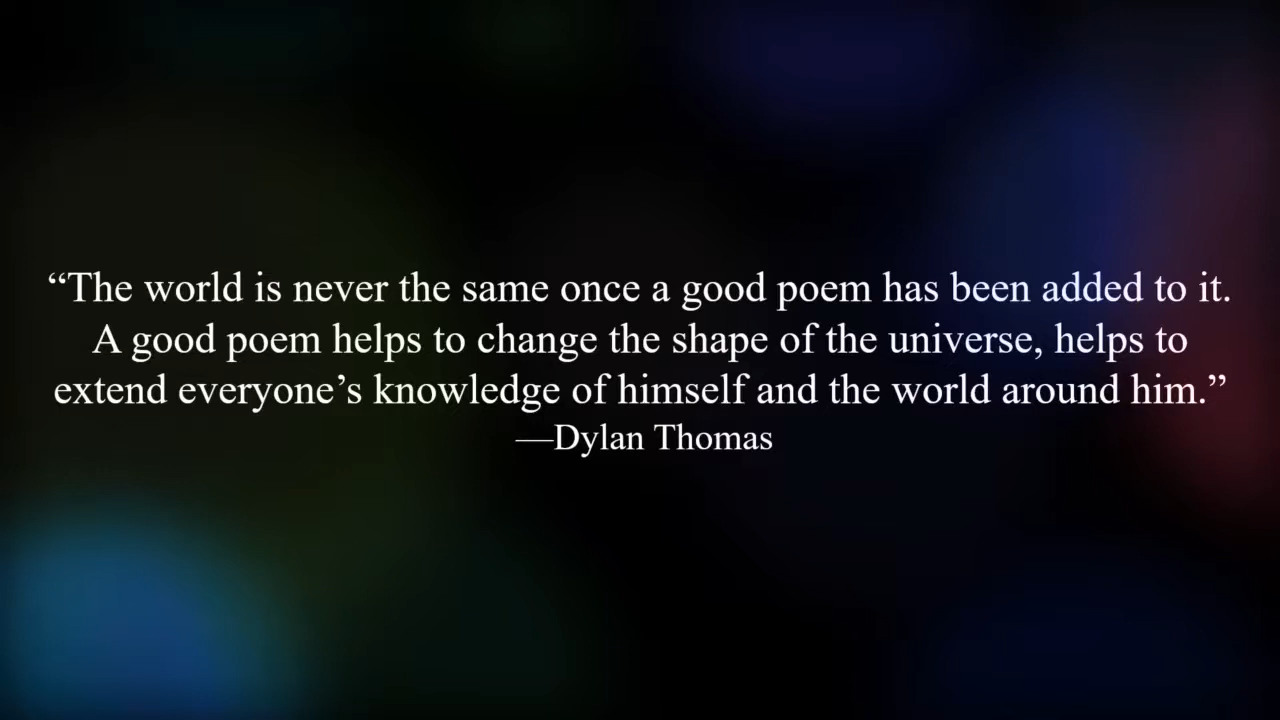 “The world is never the same once a good poem has been added to it.
A good poem helps to change the shape of the universe, helps to
extend everyone’s knowledge of himself and the world around him.”
—Dylan Thomas